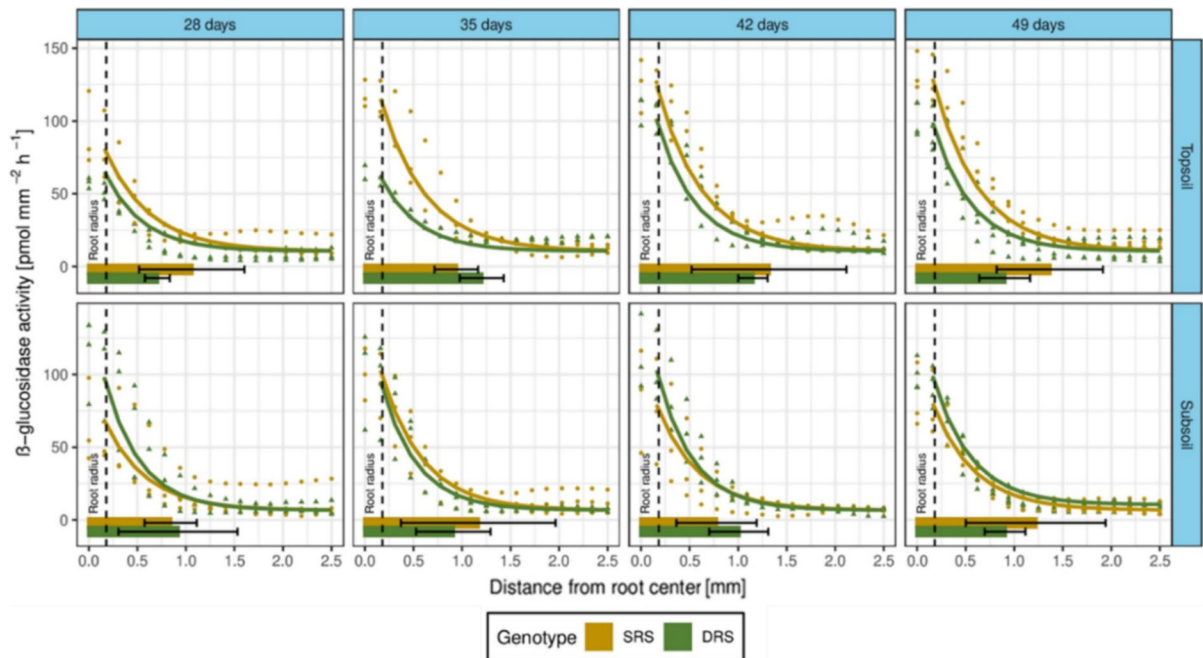 28 days 35 days 42 days 49 days
ß-glucosidase activity [pmol mm⁻² h⁻¹]
150
100
50
0
Root radius Root radius Root radius Root radius
Topsoil
100
50
0
Root radius Root radius Root radius Root radius
Subsoil
0.0 0.5 1.0 1.5 2.0 2.5 0.0 0.5 1.0 1.5 2.0 2.5 0.0 0.5 1.0 1.5 2.0 2.5 0.0 0.5 1.0 1.5 2.0 2.5
Distance from root center [mm]
Genotype SRS DRS